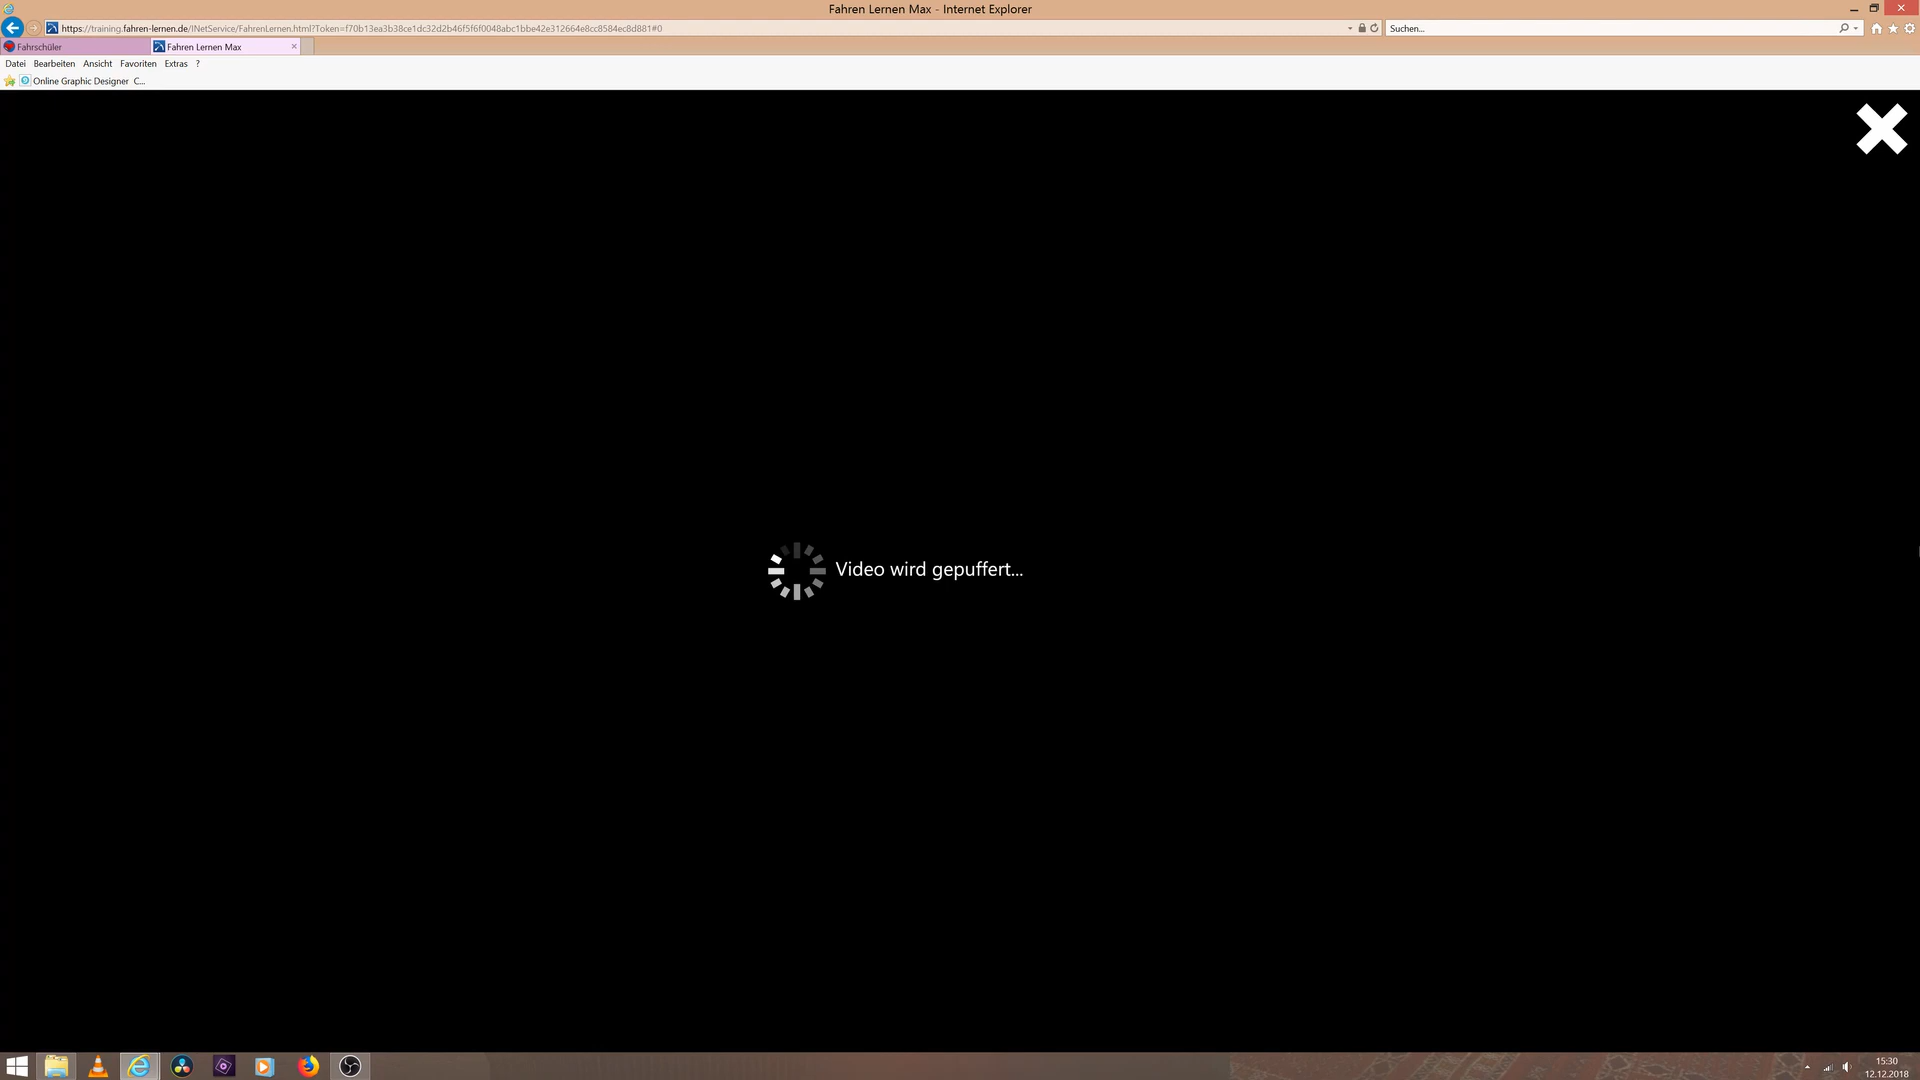 Fahren Lernen Max - Internet Explorer
https://training.fahren-lernen.de/INetService/FahrenLernen.html?Token=f70b13ea3b38ce1dc32d2b46f5f6f0048abc1bbe42e312664e8cc8584ec8d881#0
Suchen...
Fahrschüler
Fahren Lernen Max
Datei Bearbeiten Ansicht Favoriten Extras ?
Online Graphic Designer C...
Video wird gepuffert...
15:30
12.12.2018